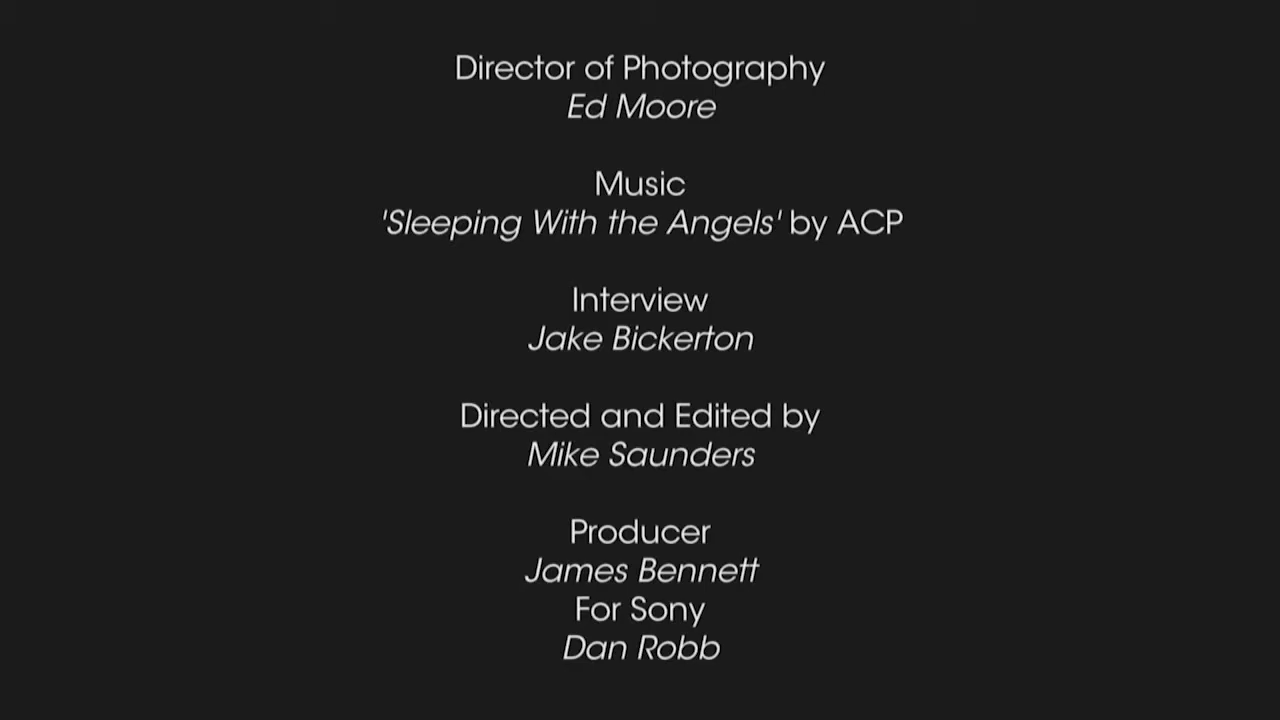 Director of Photography
Ed Moore
Music
'Sleeping With the Angels' by ACP
Interview
Jake Bickerton
Directed and Edited by
Mike Saunders
Producer
James Bennett
For Sony
Dan Robb